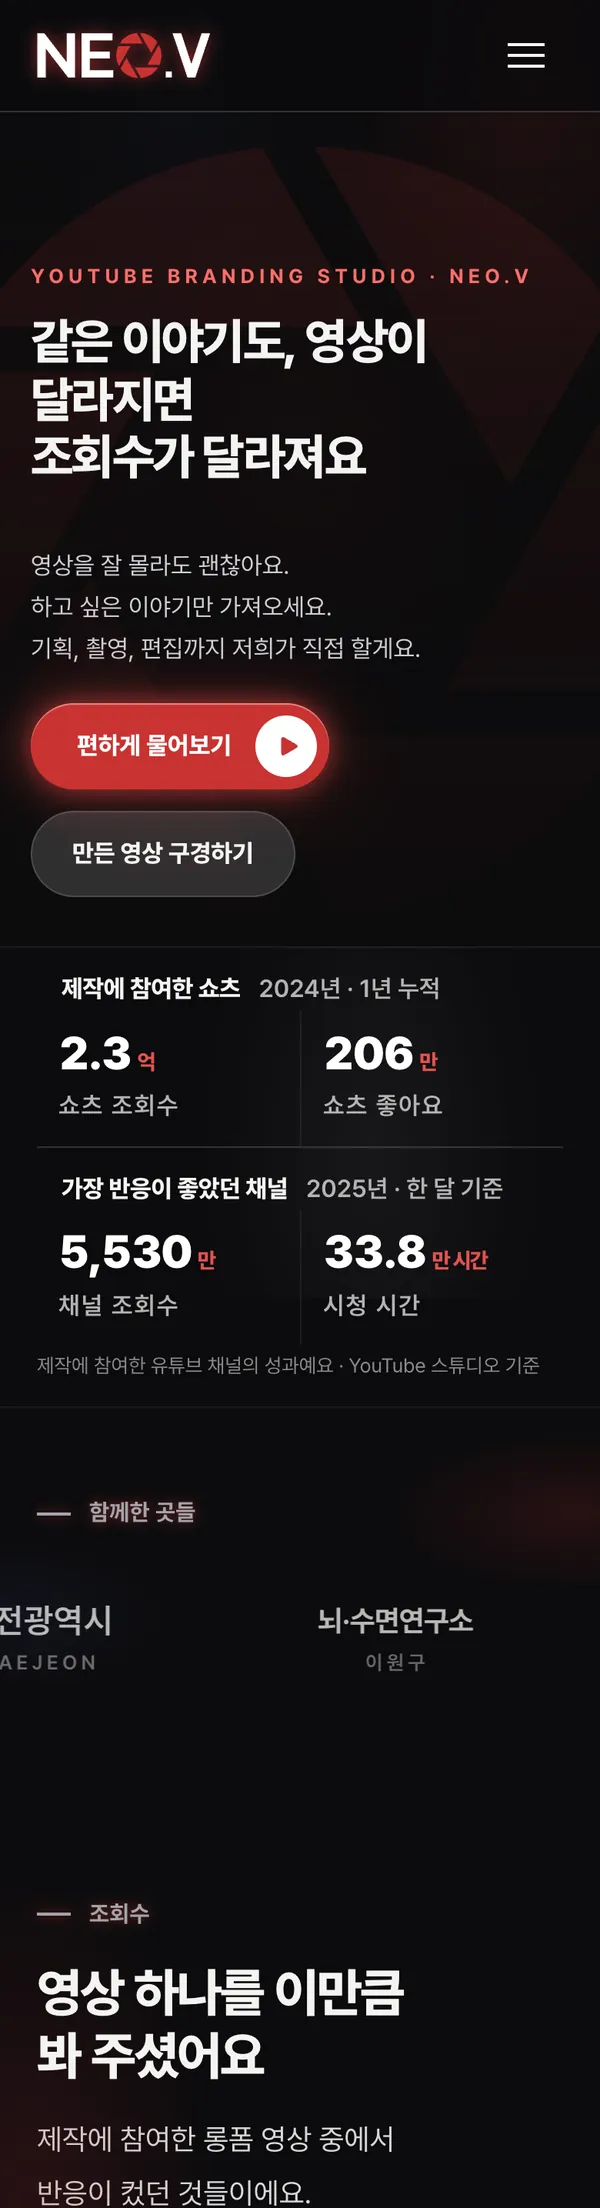 NEO.V
YOUTUBE BRANDING STUDIO · NEO.V
같은 이야기도, 영상이
달라지면
조회수가 달라져요
영상을 잘 몰라도 괜찮아요.
하고 싶은 이야기만 가져오세요.
기획, 촬영, 편집까지 저희가 직접 할게요.
편하게 물어보기
만든 영상 구경하기
제작에 참여한 쇼츠 2024년 · 1년 누적
2.3 억 206 만
쇼츠 조회수 쇼츠 좋아요
가장 반응이 좋았던 채널 2025년 · 한 달 기준
5,530 만 33.8 만시간
채널 조회수 시청 시간
제작에 참여한 유튜브 채널의 성과예요 · YouTube 스튜디오 기준
함께한 곳들
전광역시 뇌·수면연구소
AEJEON 이원구
조회수
영상 하나를 이만큼
봐 주셨어요
제작에 참여한 롱폼 영상 중에서
반응이 컸던 것들이에요.